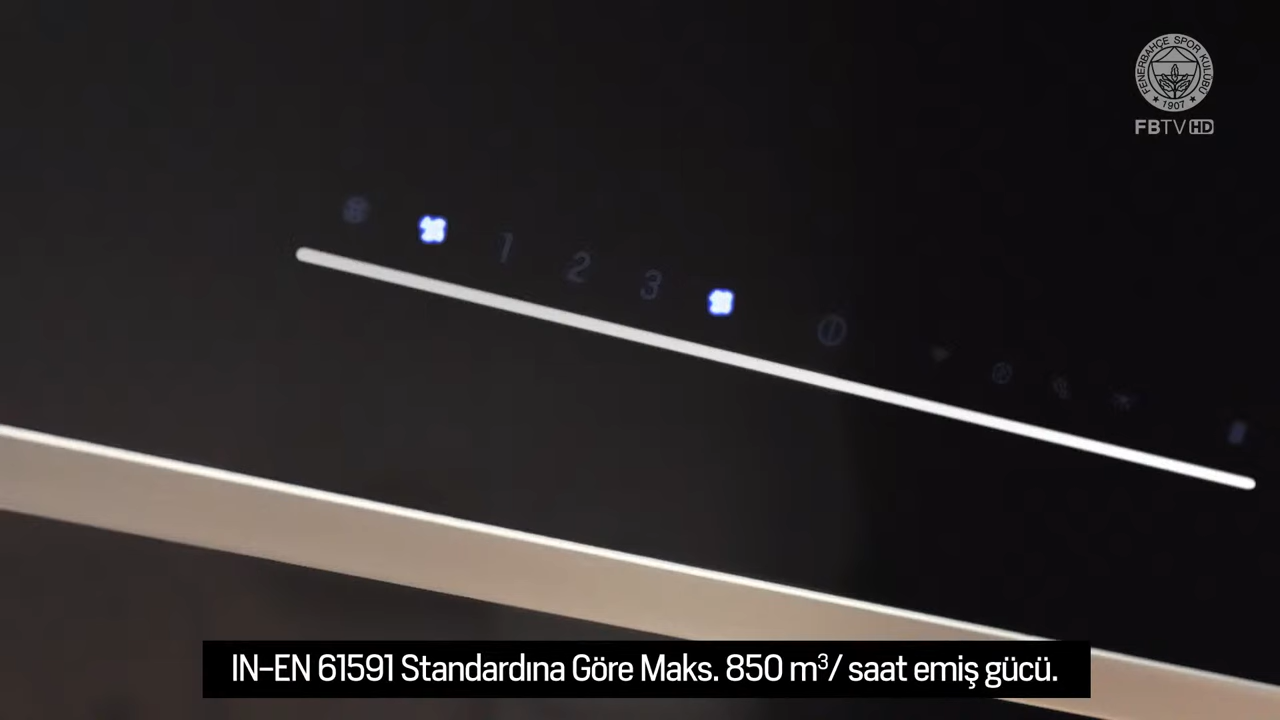 FENERBAHÇE SPOR KULÜBÜ
1907
FBTV HD
1 2 3
IN-EN 61591 Standardına Göre Maks. 850 m³/ saat emiş gücü.